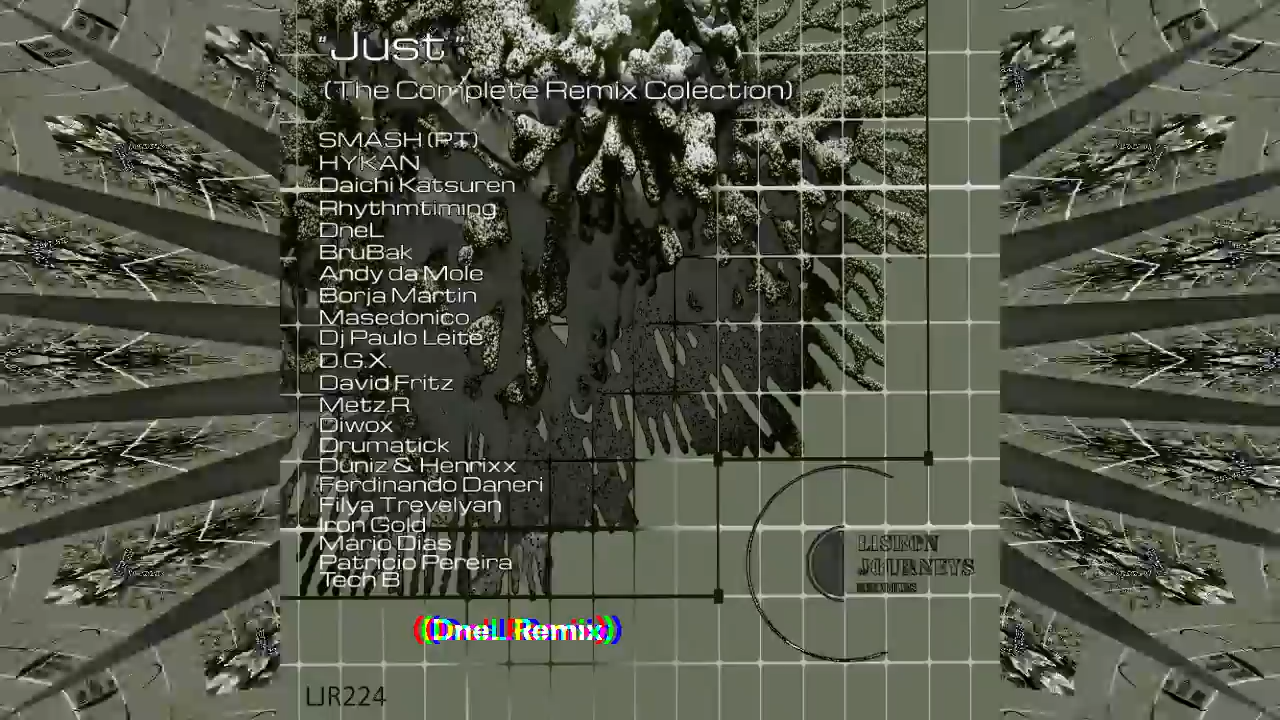 "Just"
(The Complete Remix Colection)
SMASH (PT)
HYKAN
Daichi Katsuren
Rhythmtiming
DneL
BruBak
Andy da Mole
Borja Martin
Masedonico
Dj Paulo Leite
D.G.X.
David Fritz
Metz.R
Diwox
Drumatick
Duniz & Henrixx
Ferdinando Daneri
Filya Trevelyan
Iron Gold
Mario Dias
Patricio Pereira
Tech B
LISBON
JOURNEYS
RECORDS
(DneL Remix)
LJR224